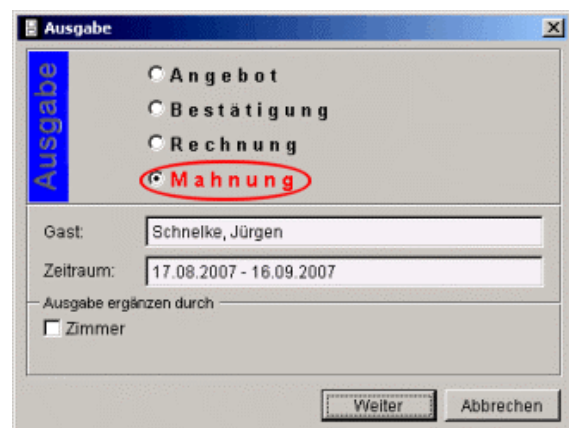 Ausgabe
Ausgabe
Angebot
Bestätigung
Rechnung
Mahnung
Gast: Schnelke, Jürgen
Zeitraum: 17.08.2007 - 16.09.2007
Ausgabe ergänzen durch
Zimmer
Weiter Abbrechen